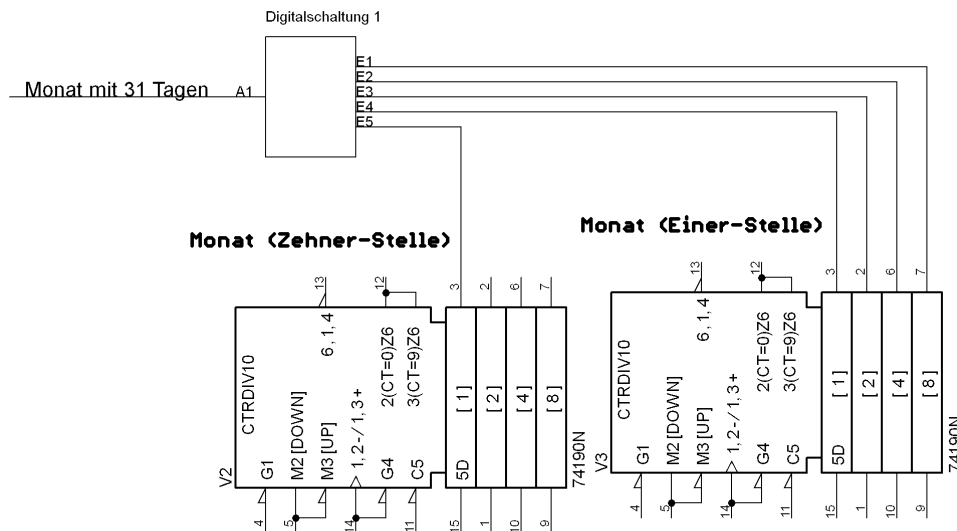 Digitalschaltung 1
Monat mit 31 Tagen
A1
E1
E2
E3
E4
E5
Monat (Zehner-Stelle)
Monat (Einer-Stelle)
13
12
3
2
6
7
CTRDIV10
G1
M2 [DOWN]
M3 [UP]
6,1,4
1,2-/1,3+
2(CT=0)Z6
3(CT=9)Z6
G4
C5
5D
[1]
[2]
[4]
[8]
V2
74190N
4
5
14
11
15
1
10
9
13
12
3
2
6
7
CTRDIV10
G1
M2 [DOWN]
M3 [UP]
6,1,4
1,2-/1,3+
2(CT=0)Z6
3(CT=9)Z6
G4
C5
5D
[1]
[2]
[4]
[8]
V3
74190N
4
5
14
11
15
1
10
9